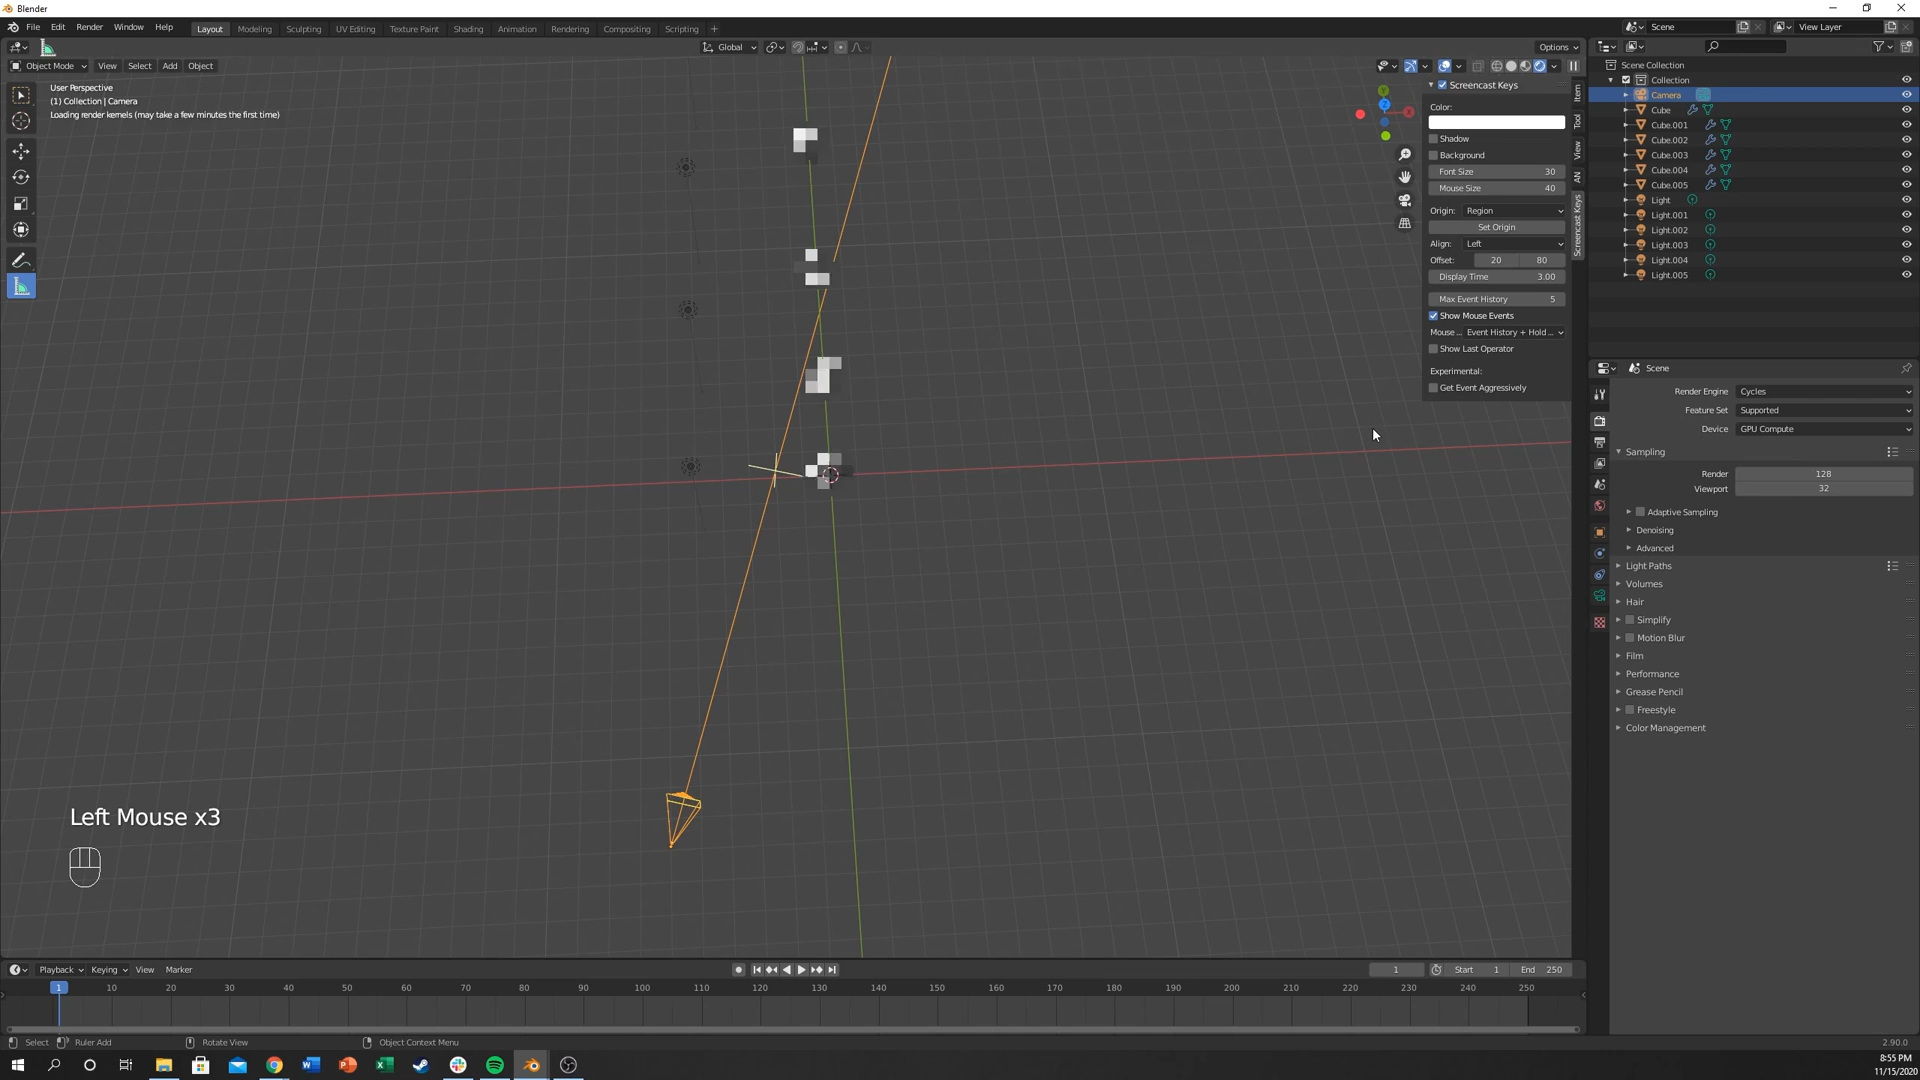 Blender
File Edit Render Window Help
Layout Modeling Sculpting UV Editing Texture Paint Shading Animation Rendering Compositing Scripting +
Scene
View Layer
Global
Options
Object Mode View Select Add Object
User Perspective
(1) Collection | Camera
Loading render kernels (may take a few minutes the first time)
Screencast Keys
Color:
Shadow
Background
Font Size 30
Mouse Size 40
Origin: Region
Set Origin
Align: Left
Offset: 20 80
Display Time 3.00
Max Event History 5
Show Mouse Events
Mouse ... Event History + Hold ...
Show Last Operator
Experimental:
Get Event Aggressively
Item
Tool
View
AN
Screencast Keys
Y
Z
X
Scene Collection
Collection
Camera
Cube
Cube.001
Cube.002
Cube.003
Cube.004
Cube.005
Light
Light.001
Light.002
Light.003
Light.004
Light.005
Scene
Render Engine Cycles
Feature Set Supported
Device GPU Compute
Sampling
Render 128
Viewport 32
Adaptive Sampling
Denoising
Advanced
Light Paths
Volumes
Hair
Simplify
Motion Blur
Film
Performance
Grease Pencil
Freestyle
Color Management
Left Mouse x3
Playback Keying View Marker
1 Start 1 End 250
1 10 20 30 40 50 60 70 80 90 100 110 120 130 140 150 160 170 180 190 200 210 220 230 240 250
Select Ruler Add Rotate View Object Context Menu
2.90.0
8:55 PM
11/15/2020